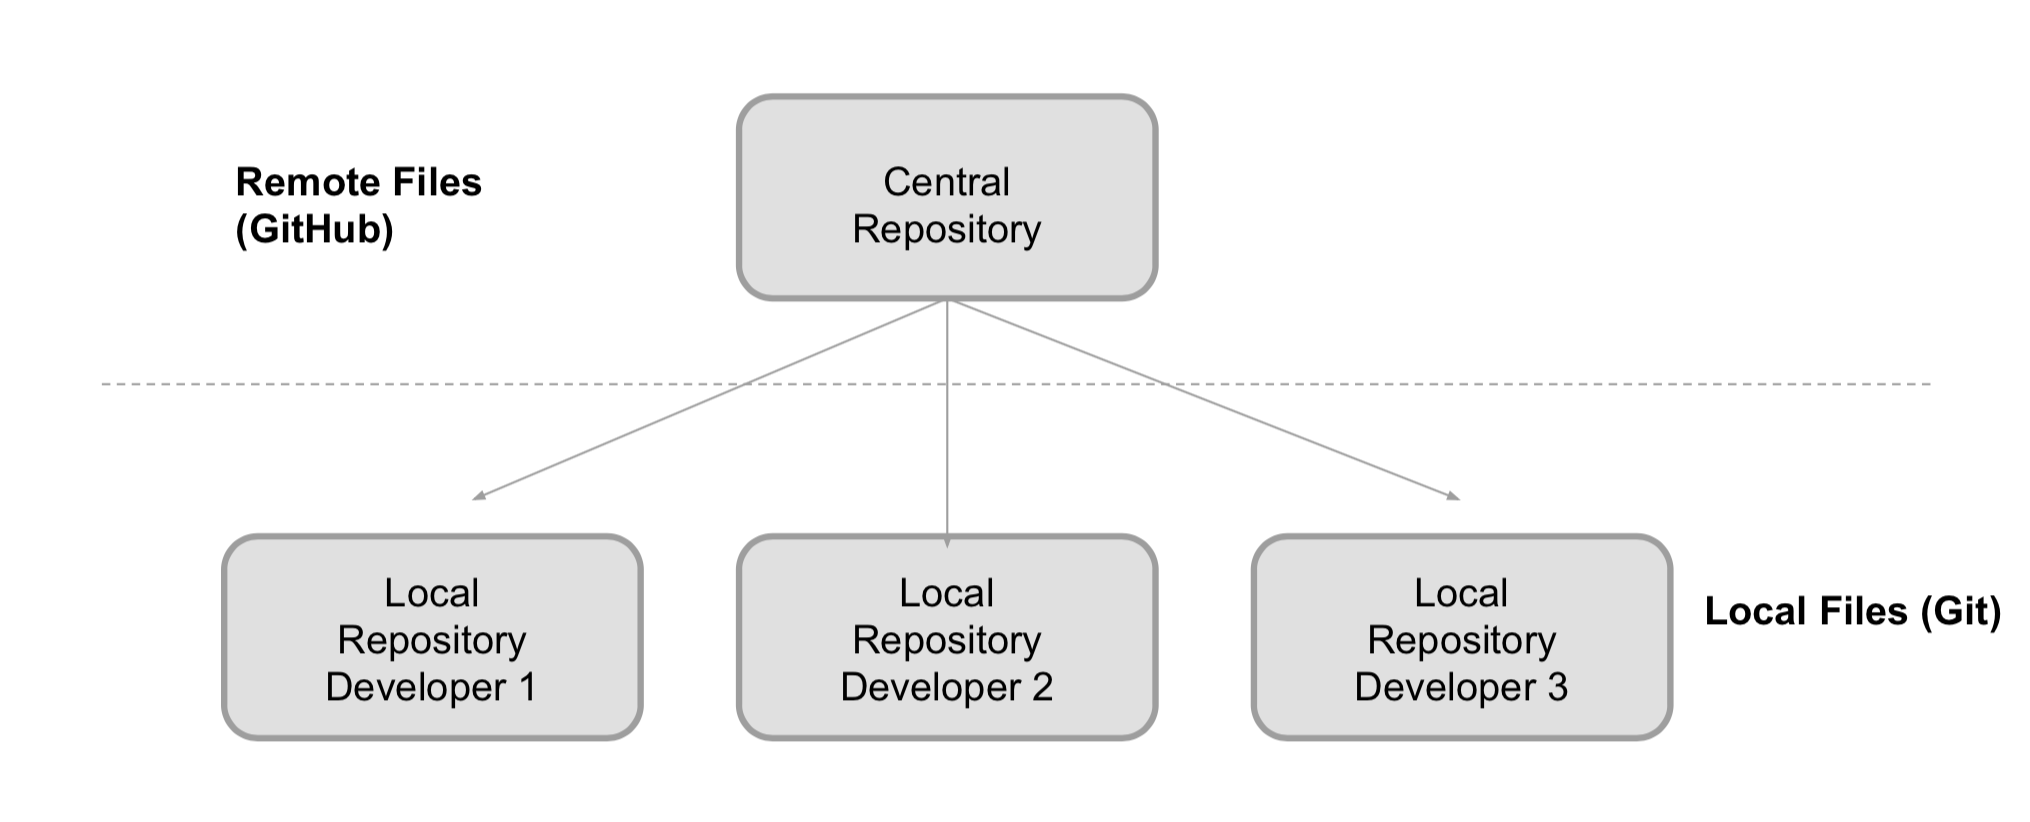 Remote Files
(GitHub)
Central
Repository
Local
Repository
Developer 1
Local
Repository
Developer 2
Local
Repository
Developer 3
Local Files (Git)